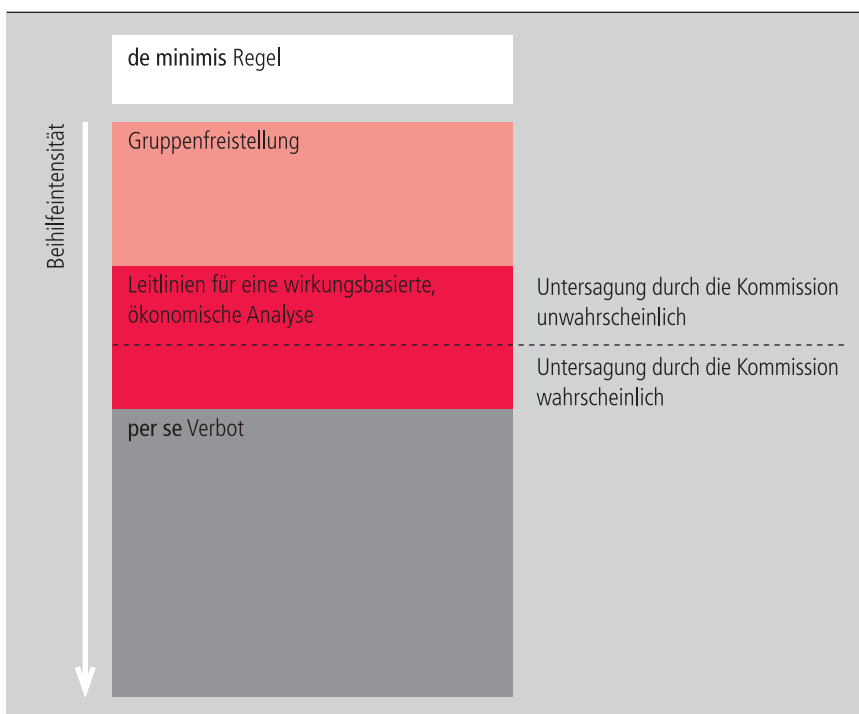 de minimis Regel
Beihilfeintensität
Gruppenfreistellung
Leitlinien für eine wirkungsbasierte,
ökonomische Analyse
Untersagung durch die Kommission
unwahrscheinlich
Untersagung durch die Kommission
wahrscheinlich
per se Verbot